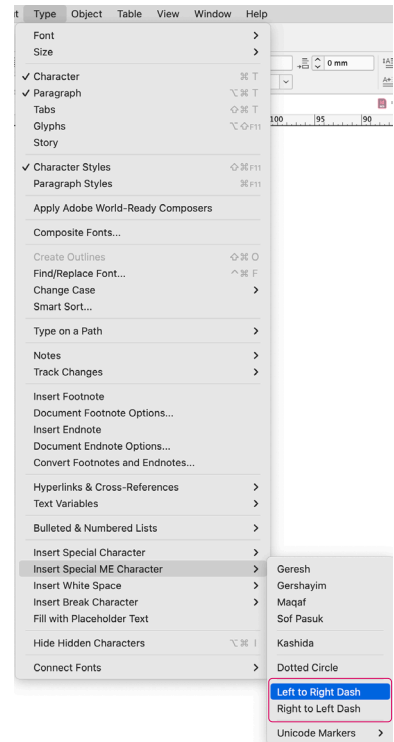 t Type Object Table View Window Help
Font >
Size >
0 mm
✓ Character ⌘ T
✓ Paragraph ⌥⌘ T
Tabs ⇧⌘ T
Glyphs ⌥⇧F11
Story
100 95 90
✓ Character Styles ⇧⌘F11
Paragraph Styles ⌘F11
Apply Adobe World-Ready Composers
Composite Fonts...
Create Outlines ⇧⌘ O
Find/Replace Font... ^⌘ F
Change Case >
Smart Sort...
Type on a Path >
Notes >
Track Changes >
Insert Footnote
Document Footnote Options...
Insert Endnote
Document Endnote Options...
Convert Footnotes and Endnotes...
Hyperlinks & Cross-References >
Text Variables >
Bulleted & Numbered Lists >
Insert Special Character >
Insert Special ME Character >
Insert White Space >
Insert Break Character >
Fill with Placeholder Text
Hide Hidden Characters ⌥⌘ I
Connect Fonts >
Geresh
Gershayim
Maqaf
Sof Pasuk
Kashida
Dotted Circle
Left to Right Dash
Right to Left Dash
Unicode Markers >